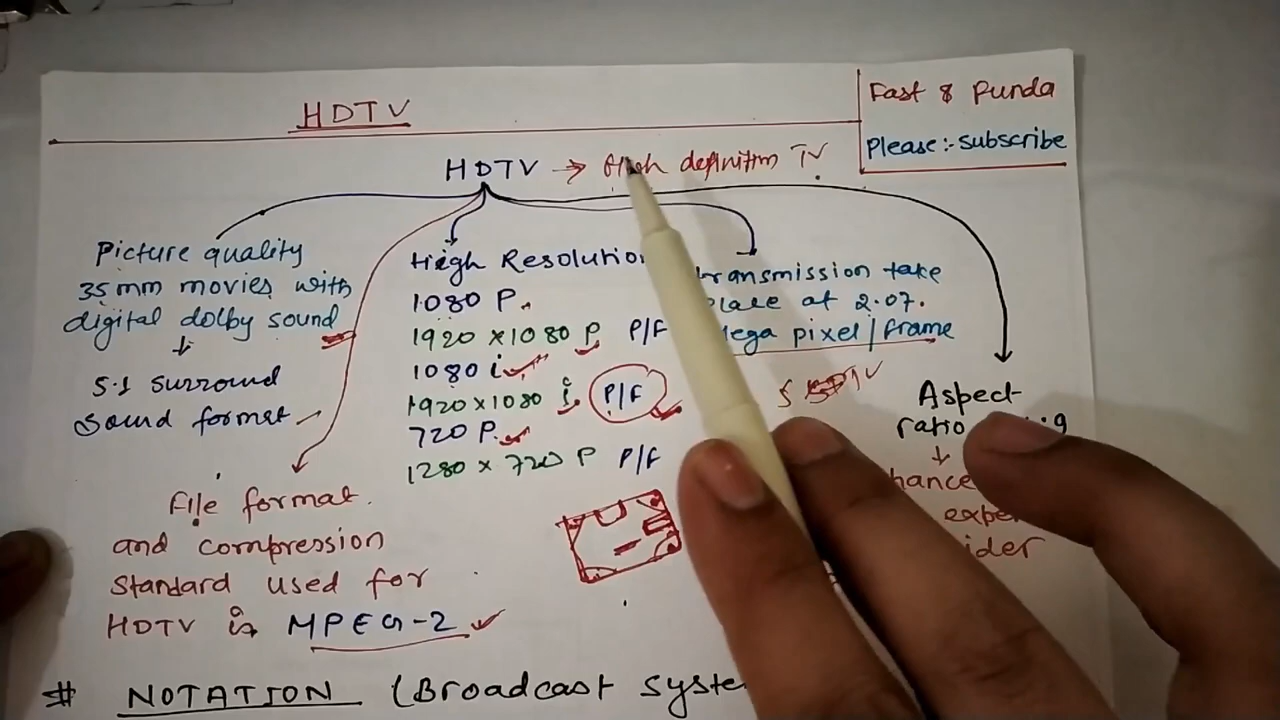 HDTV
Fast & Funda
Please:- Subscribe
HDTV → High definition TV
Picture quality
35mm movies with
digital dolby sound
↓
5.1 surround
sound format
High Resolution
1080 P
1920 × 1080 P P/F
1080 i
1920 × 1080 i P/F
720 P
1280 × 720 P P/F
transmission take
place at 2.07
Mega pixel/frame
Aspect
ratio
↓
File format
and compression
standard used for
HDTV is MPEG-2
# NOTATION (Broadcast